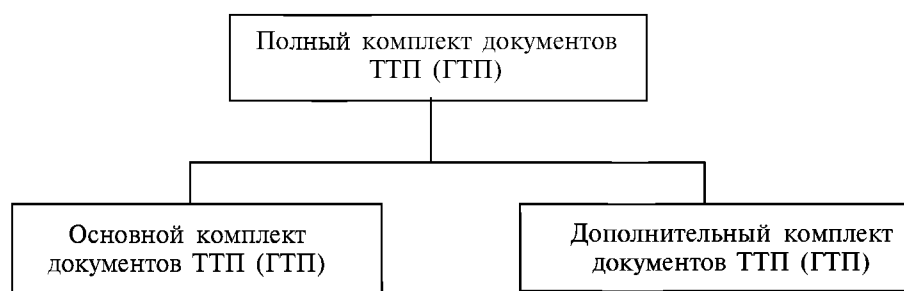 Полный комплект документов
ТТП (ГТП)
Основной комплект
документов ТТП (ГТП)
Дополнительный комплект
документов ТТП (ГТП)